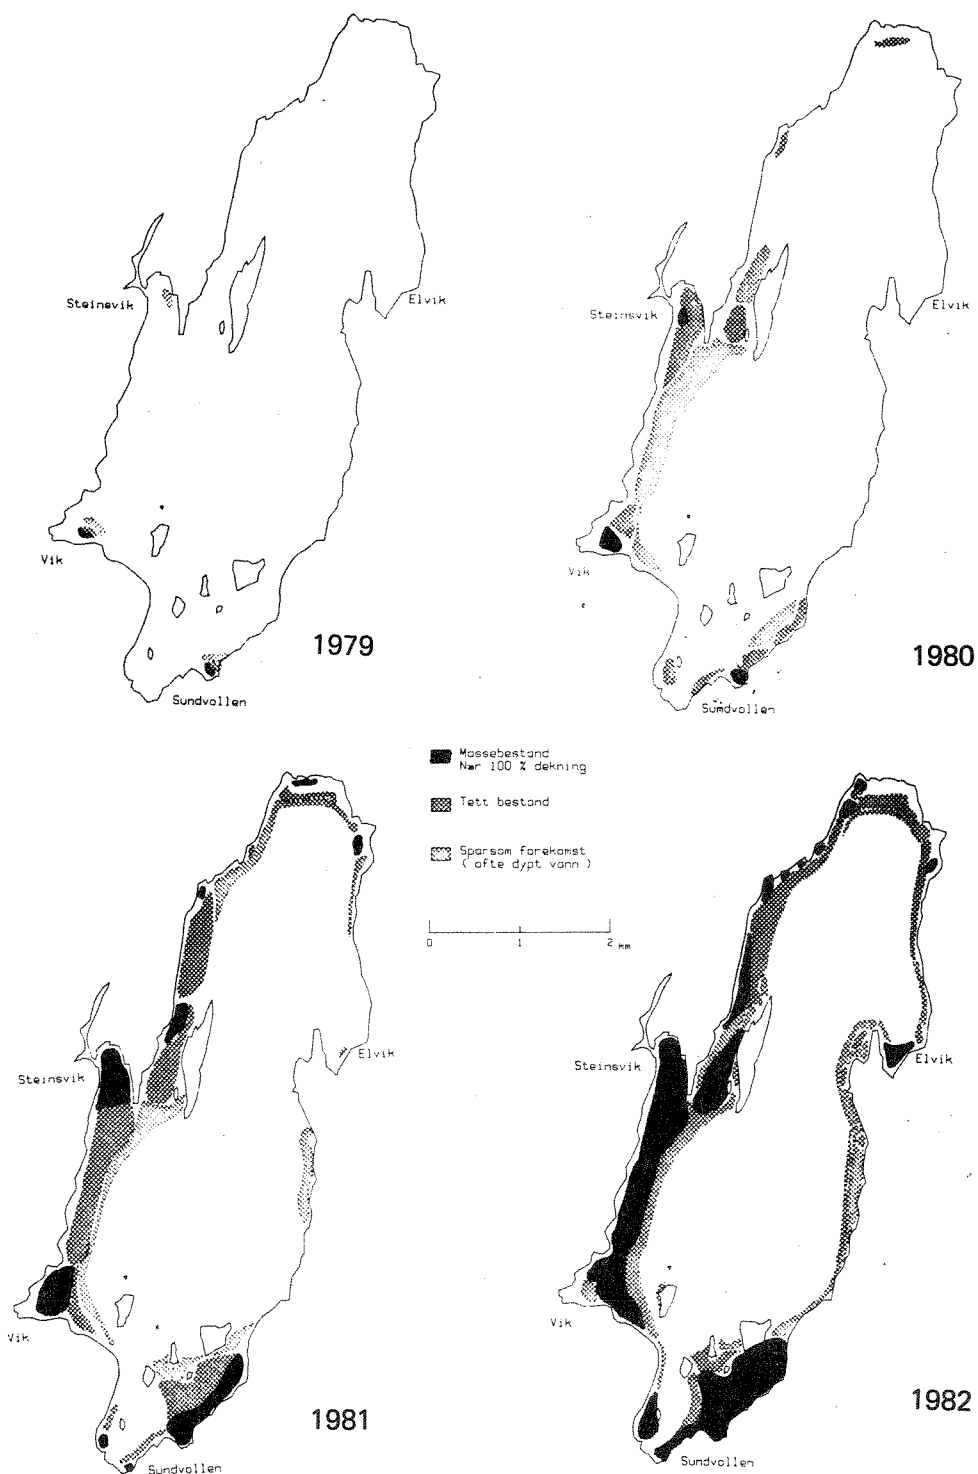 Steinsvik
Elvik
Vik
Sundvollen
1979
Steinsvik
Elvik
Vik
Sumdvollen
1980
Massebestand
Nær 100 % dekning
Tett bestand
Sparsom forekomst
( ofte dypt vann )
0 1 2 km
Steinsvik
Elvik
Vik
Sundvollen
1981
Steinsvik
Elvik
Vik
Sundvollen
1982